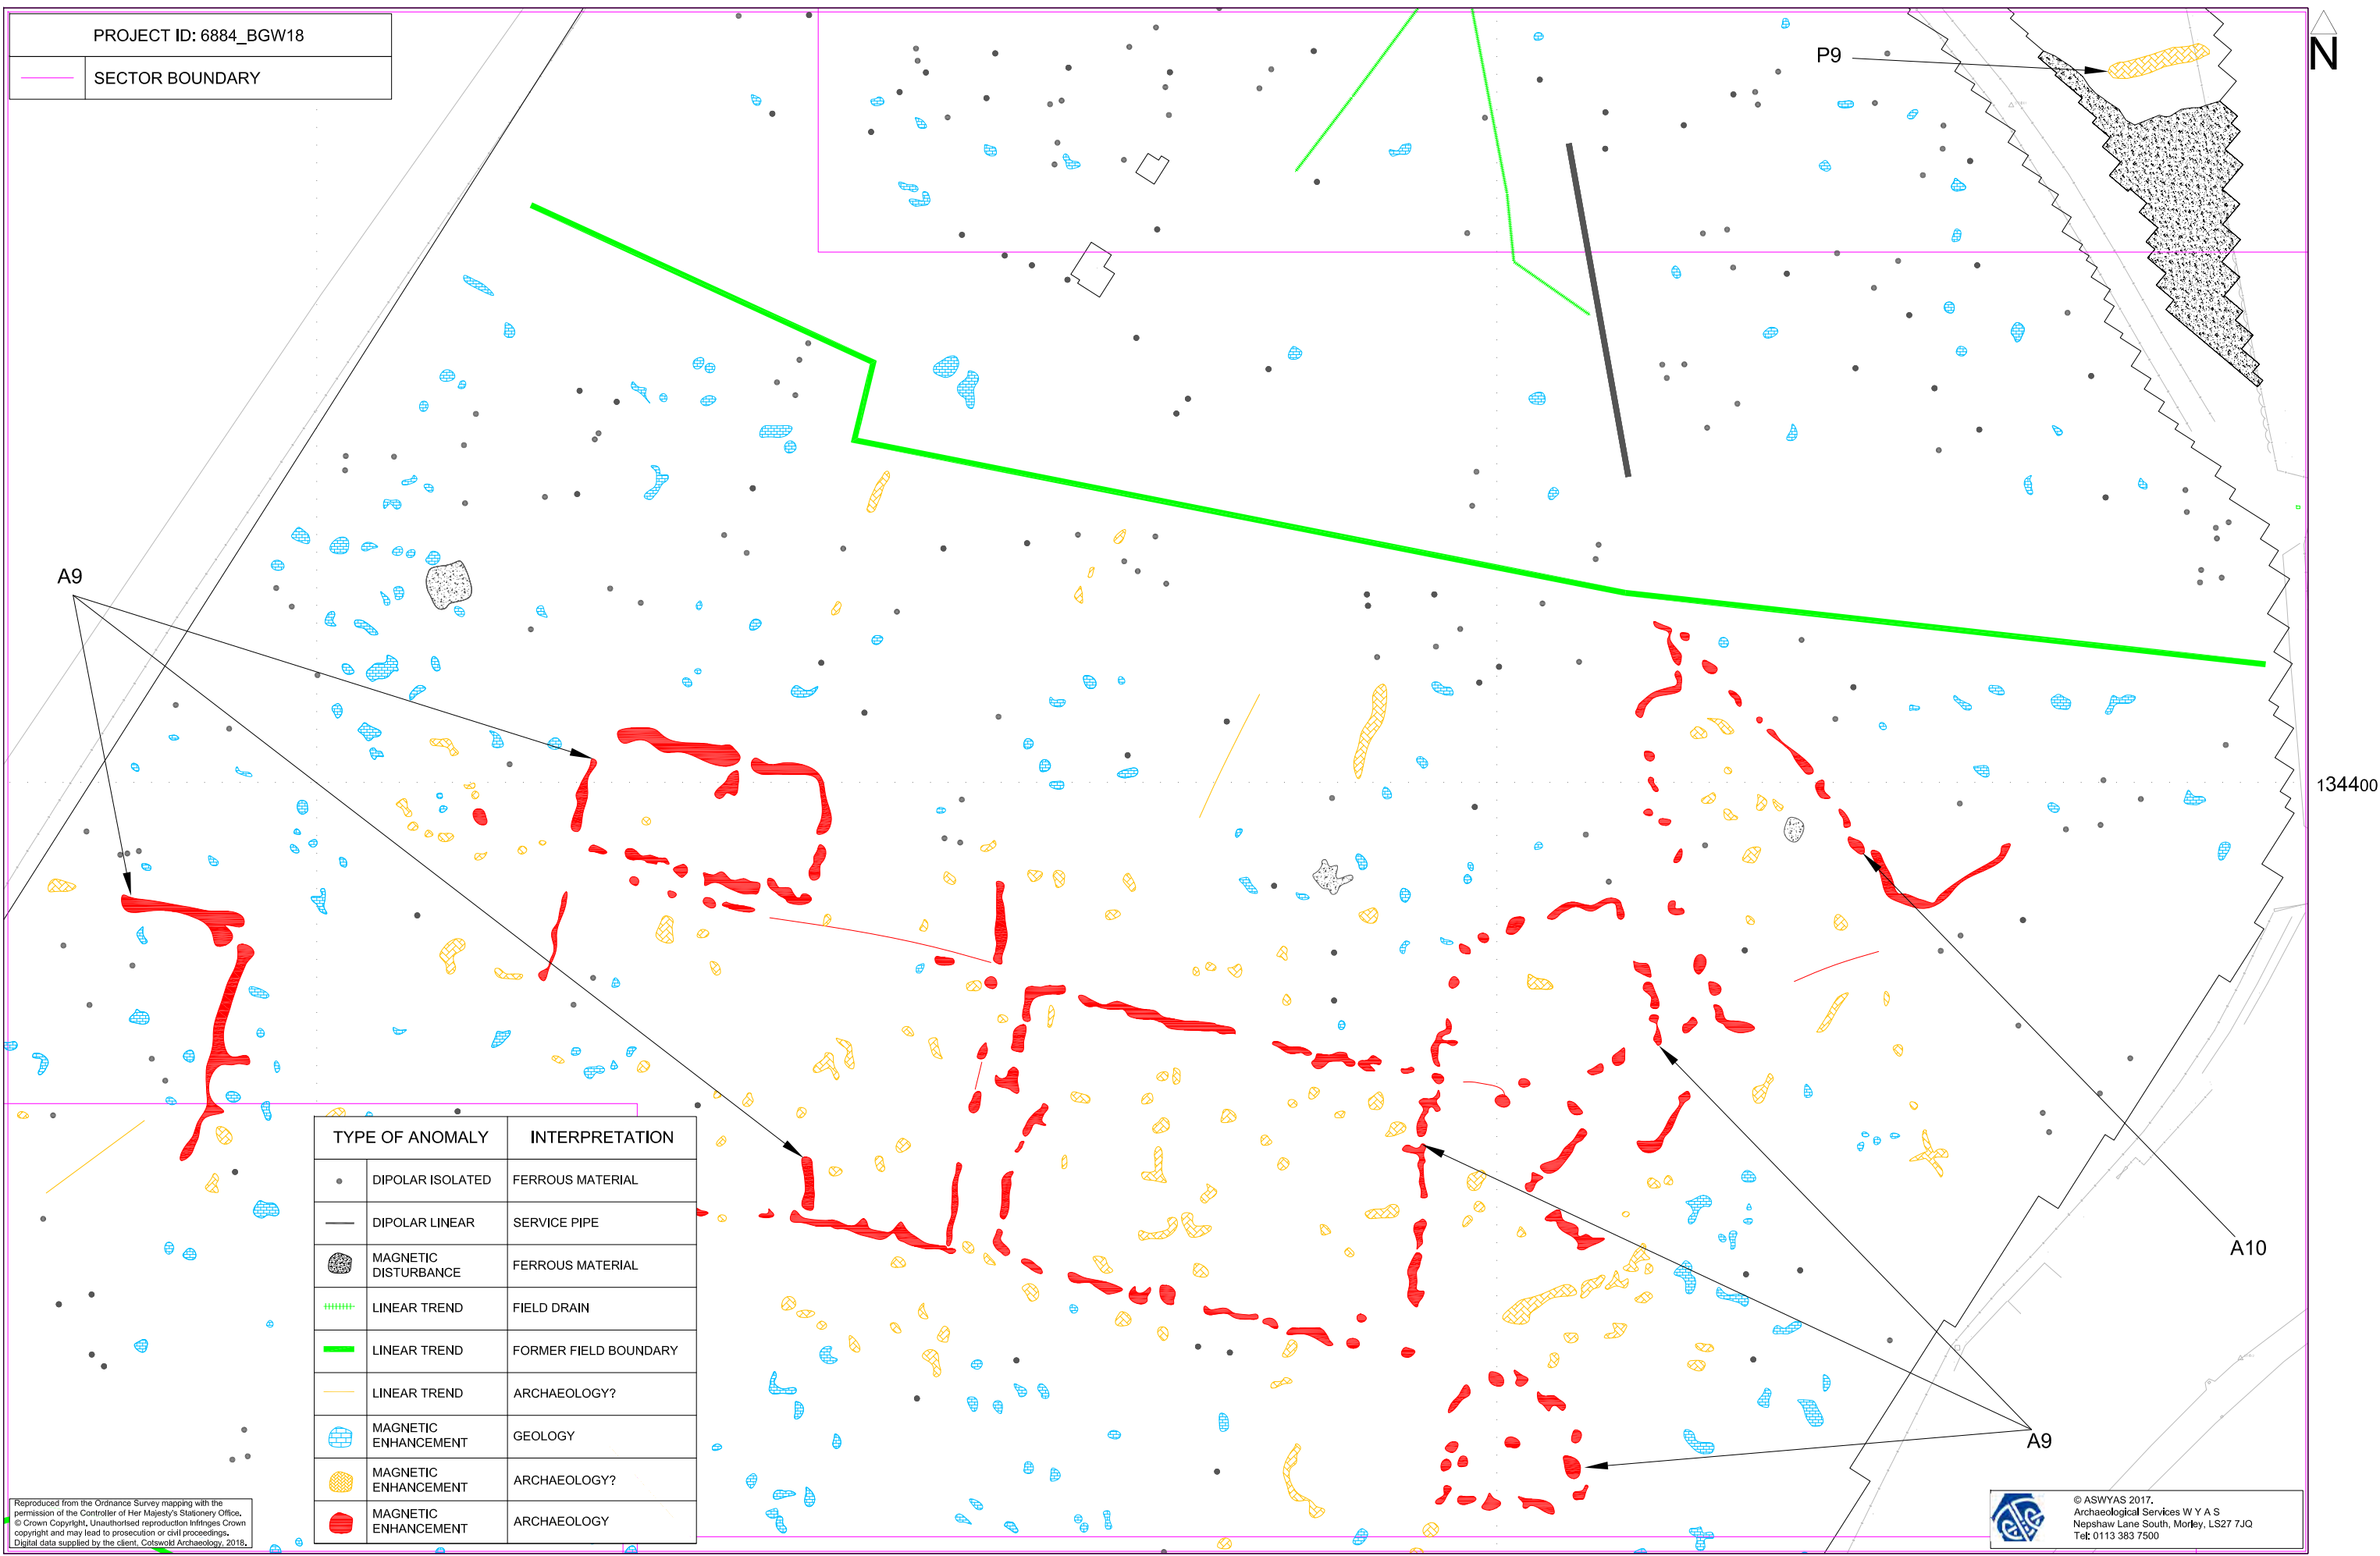 PROJECT ID: 6884_BGW18
SECTOR BOUNDARY
P9
N
A9
134400
TYPE OF ANOMALY INTERPRETATION
DIPOLAR ISOLATED FERROUS MATERIAL
DIPOLAR LINEAR SERVICE PIPE
MAGNETIC
DISTURBANCE
FERROUS MATERIAL
LINEAR TREND FIELD DRAIN
LINEAR TREND FORMER FIELD BOUNDARY
LINEAR TREND ARCHAEOLOGY?
MAGNETIC
ENHANCEMENT
GEOLOGY
MAGNETIC
ENHANCEMENT
ARCHAEOLOGY?
MAGNETIC
ENHANCEMENT
ARCHAEOLOGY
A10
A9
Reproduced from the Ordnance Survey mapping with the
permission of the Controller of Her Majesty's Stationery Office.
© Crown Copyright. Unauthorised reproduction infringes Crown
copyright and may lead to prosecution or civil proceedings.
Digital data supplied by the client, Cotswold Archaeology, 2018.
© ASWYAS 2017.
Archaeological Services W Y A S
Nepshaw Lane South, Morley, LS27 7JQ
Tel: 0113 383 7500